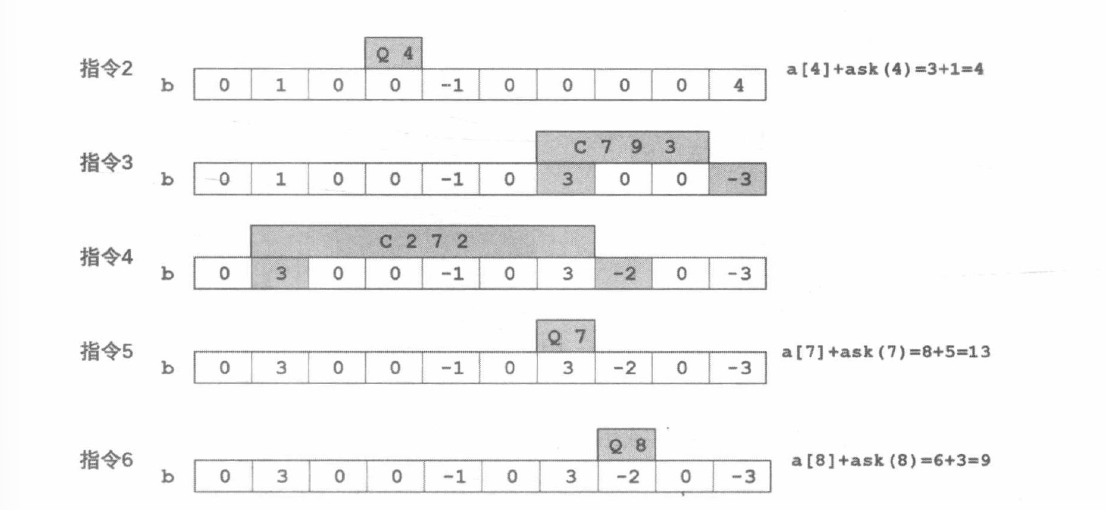 Q 4
指令2 b 0 1 0 0 -1 0 0 0 0 4 a[4]+ask(4)=3+1=4
C 7 9 3
指令3 b 0 1 0 0 -1 0 3 0 0 -3
C 2 7 2
指令4 b 0 3 0 0 -1 0 3 -2 0 -3
Q 7
指令5 b 0 3 0 0 -1 0 3 -2 0 -3 a[7]+ask(7)=8+5=13
Q 8
指令6 b 0 3 0 0 -1 0 3 -2 0 -3 a[8]+ask(8)=6+3=9